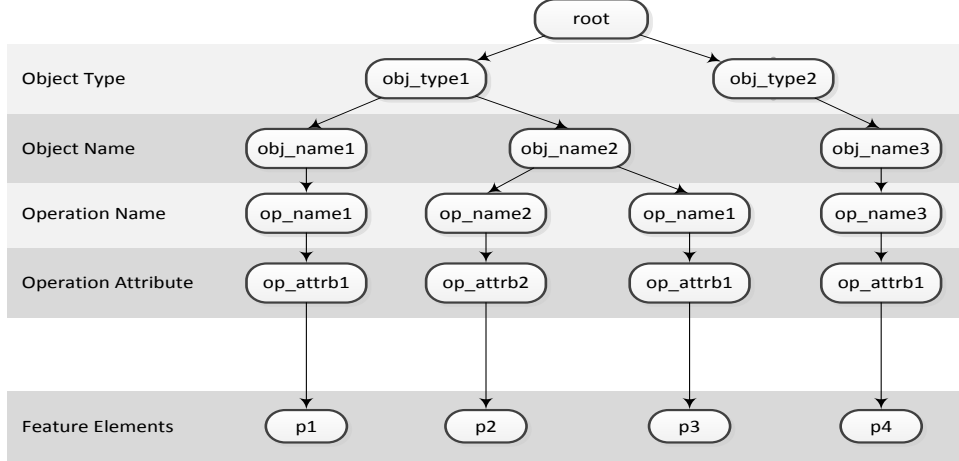 root
Object Type
obj_type1
obj_type2
Object Name
obj_name1
obj_name2
obj_name3
Operation Name
op_name1
op_name2
op_name1
op_name3
Operation Attribute
op_attrb1
op_attrb2
op_attrb1
op_attrb1
Feature Elements
p1
p2
p3
p4